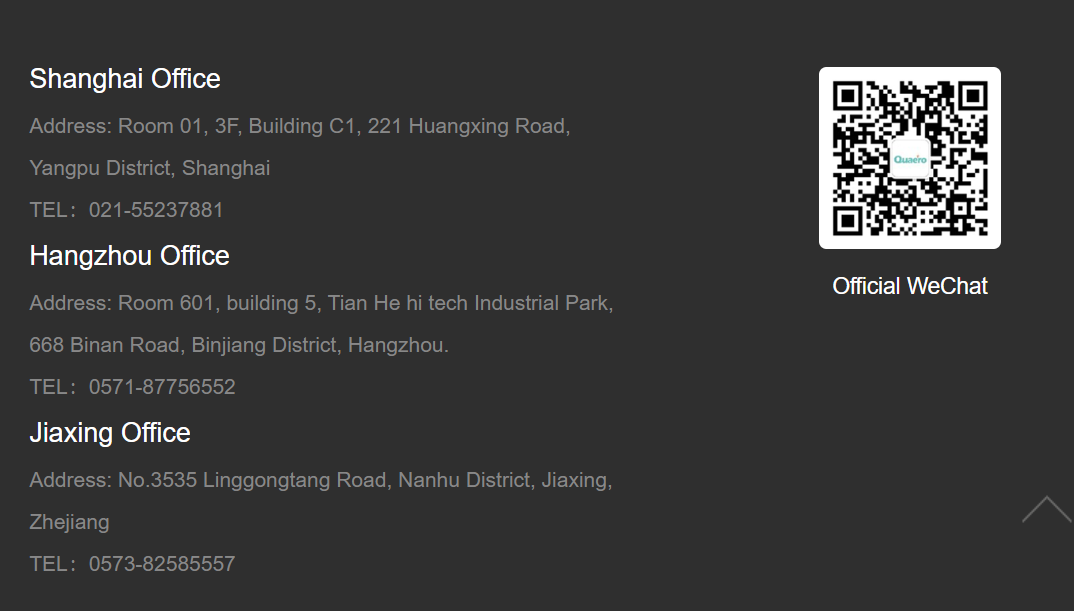 Shanghai Office
Address: Room 01, 3F, Building C1, 221 Huangxing Road,
Yangpu District, Shanghai
TEL：021-55237881
Hangzhou Office
Address: Room 601, building 5, Tian He hi tech Industrial Park,
668 Binan Road, Binjiang District, Hangzhou.
TEL：0571-87756552
Jiaxing Office
Address: No.3535 Linggongtang Road, Nanhu District, Jiaxing,
Zhejiang
TEL：0573-82585557
Quaero
Official WeChat